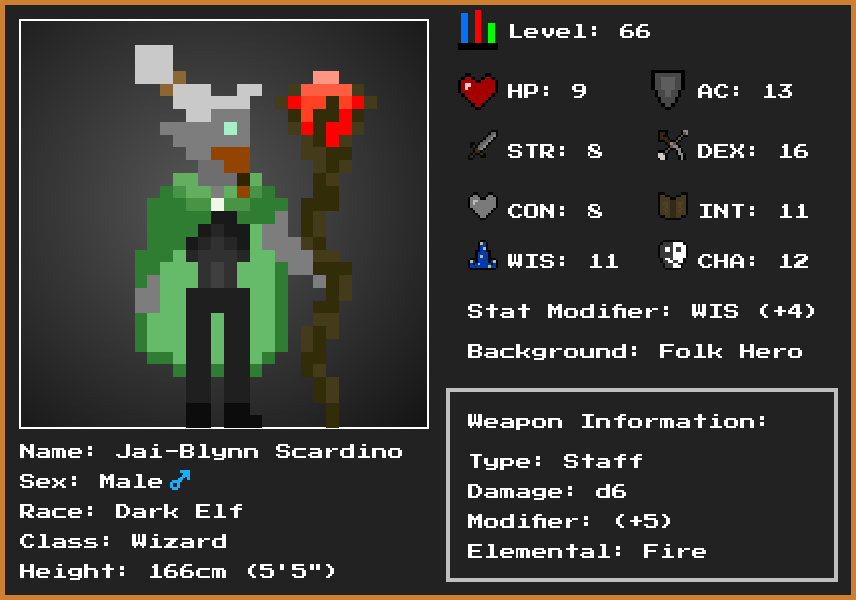 Level: 66
HP: 9
AC: 13
STR: 8
DEX: 16
CON: 8
INT: 11
WIS: 11
CHA: 12
Stat Modifier: WIS (+4)
Background: Folk Hero
Weapon Information:
Type: Staff
Damage: d6
Modifier: (+5)
Elemental: Fire
Name: Jai-Blynn Scardino
Sex: Male♂
Race: Dark Elf
Class: Wizard
Height: 166cm (5'5")